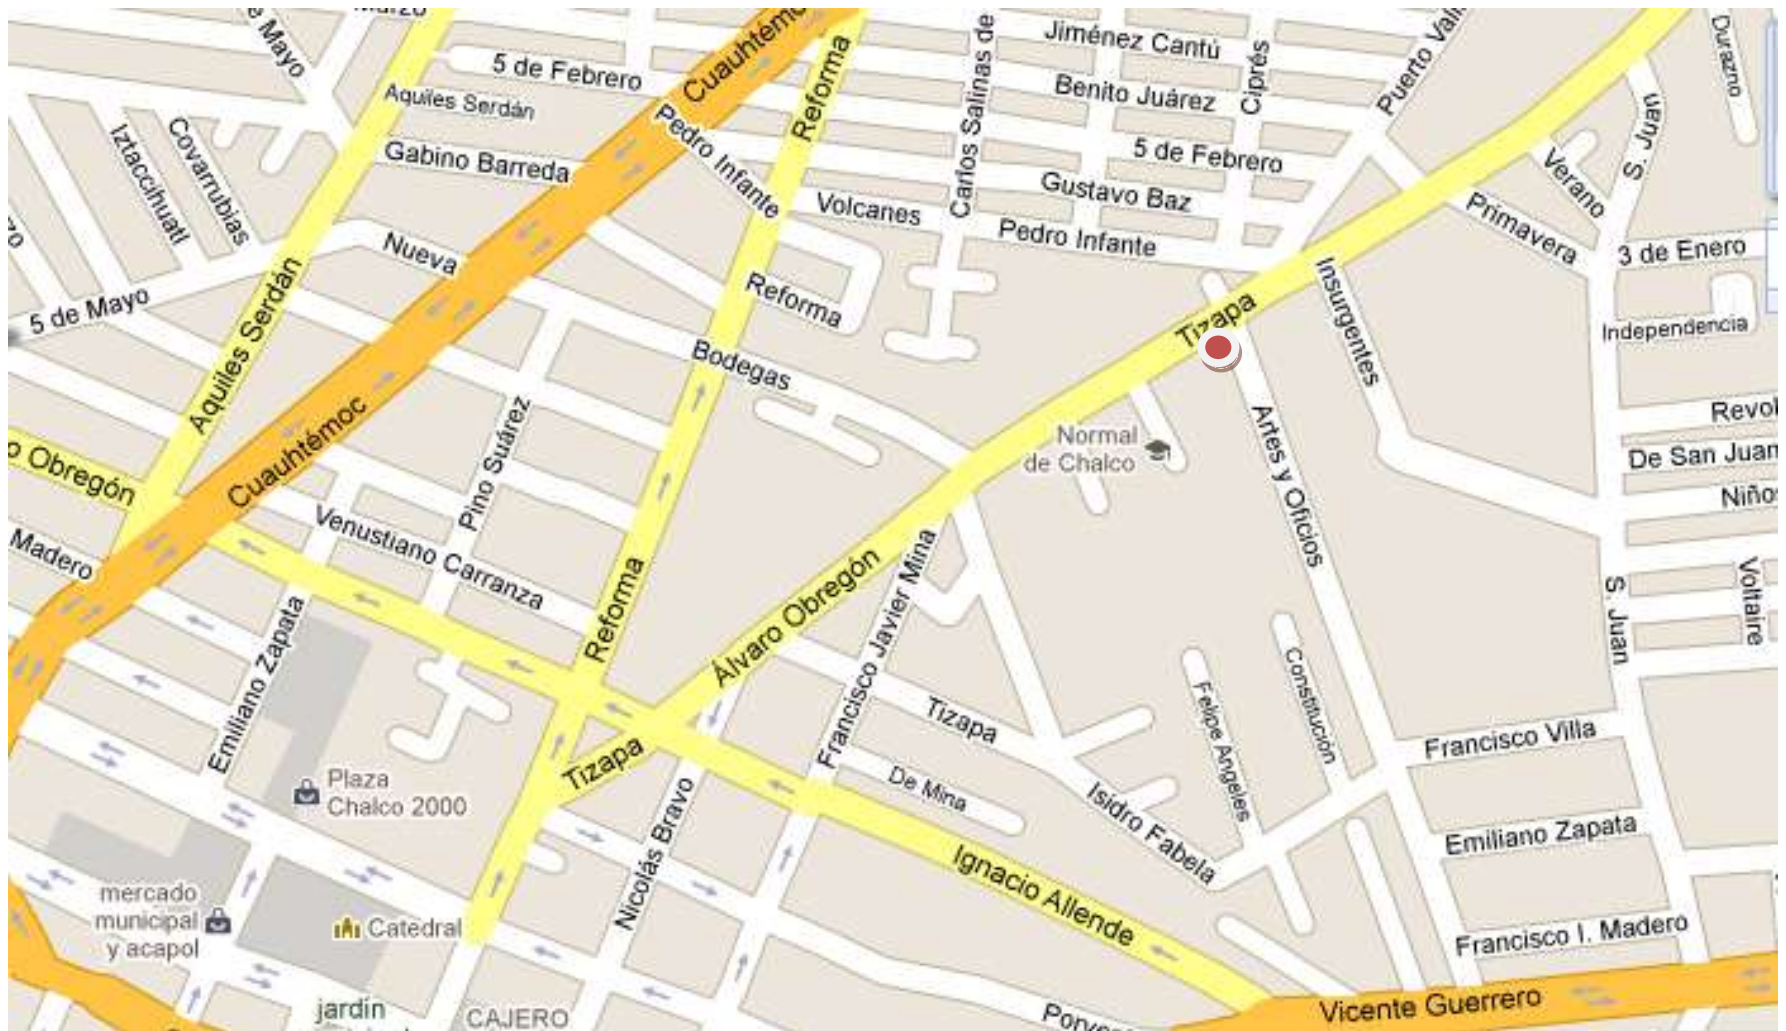 Marzo
de Mayo
5 de Febrero
Aquiles Serdán
Gabino Barreda
Cuauhtémoc
Reforma
Pedro Infante
Carlos Salinas de
Jiménez Cantú
Benito Juárez
Ciprés
Puerto
5 de Febrero
Gustavo Baz
Volcanes
Pedro Infante
Durazno
S. Juan
Verano
Primavera
3 de Enero
Independencia
Iztaccihuatl
Covarrubias
Nueva
5 de Mayo
Aquiles Serdán
Reforma
Tizapa
Insurgentes
Bodegas
Cuauhtémoc
Pino Suárez
Normal
de Chalco
Artes y Oficios
De San Juan
Obregón
Madero
Venustiano Carranza
Reforma
Álvaro Obregón
Francisco Javier Mina
S. Juan
Voltaire
Emiliano Zapata
Tizapa
Tizapa
Felipe Angeles
Constitución
Francisco Villa
Plaza
Chalco 2000
Nicolás Bravo
De Mina
Isidro Fabela
Emiliano Zapata
Ignacio Allende
mercado
municipal
y acapol
Catedral
Francisco I. Madero
jardín
CAJERO
Vicente Guerrero